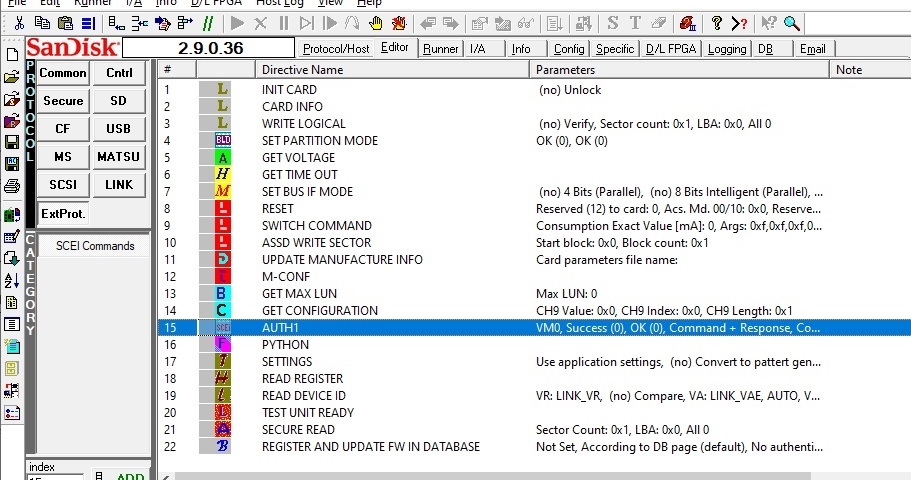 File Edit Runner I/A Info D/L FPGA Host Log View Help
SanDisk 2.9.0.36 Protocol/Host Editor Runner I/A Info Config Specific D/L FPGA Logging DB Email
PROTOCOL
Common Cntrl
Secure SD
CF USB
MS MATSU
SCSI LINK
ExtProt.
CATEGORY
SCEI Commands
index
ADD
# Directive Name Parameters Note
1 L INIT CARD (no) Unlock
2 L CARD INFO
3 L WRITE LOGICAL (no) Verify, Sector count: 0x1, LBA: 0x0, All 0
4 BLD SET PARTITION MODE OK (0), OK (0)
5 A GET VOLTAGE
6 H GET TIME OUT
7 M SET BUS IF MODE (no) 4 Bits (Parallel), (no) 8 Bits Intelligent (Parallel), ...
8 L RESET Reserved (12) to card: 0, Acs. Md. 00/10: 0x0, Reserve...
9 L SWITCH COMMAND Consumption Exact Value [mA]: 0, Args: 0xf,0xf,0xf,0...
10 L ASSD WRITE SECTOR Start block: 0x0, Block count: 0x1
11 D UPDATE MANUFACTURE INFO Card parameters file name:
12 M-CONF
13 B GET MAX LUN Max LUN: 0
14 C GET CONFIGURATION CH9 Value: 0x0, CH9 Index: 0x0, CH9 Length: 0x1
15 SCEi AUTH1 VM0, Success (0), OK (0), Command + Response, Co...
16 F PYTHON
17 SETTINGS Use application settings, (no) Convert to pattert gen...
18 H READ REGISTER
19 L READ DEVICE ID VR: LINK_VR, (no) Compare, VA: LINK_VAE, AUTO, V...
20 L TEST UNIT READY
21 A SECURE READ Sector Count: 0x1, LBA: 0x0, All 0
22 B REGISTER AND UPDATE FW IN DATABASE Not Set, According to DB page (default), No authenti...